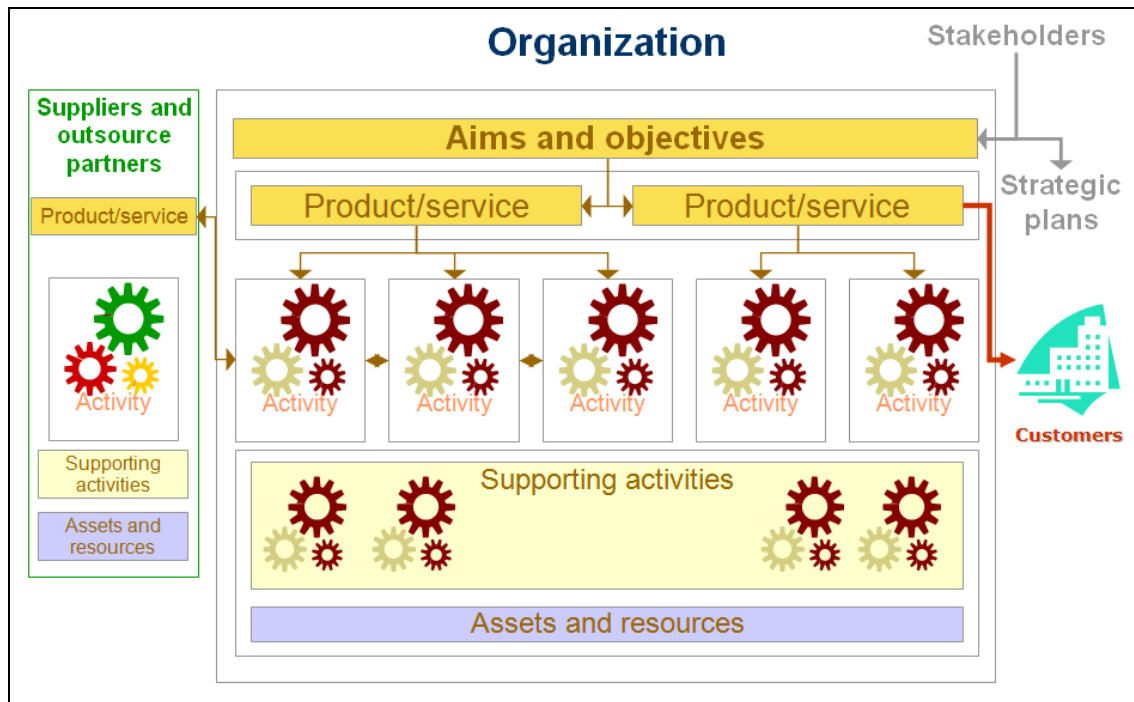 Organization
Stakeholders
Suppliers and
outsource
partners
Aims and objectives
Strategic
plans
Product/service
Product/service
Product/service
Activity
Activity
Activity
Activity
Activity
Activity
Customers
Supporting
activities
Supporting activities
Assets and
resources
Assets and resources